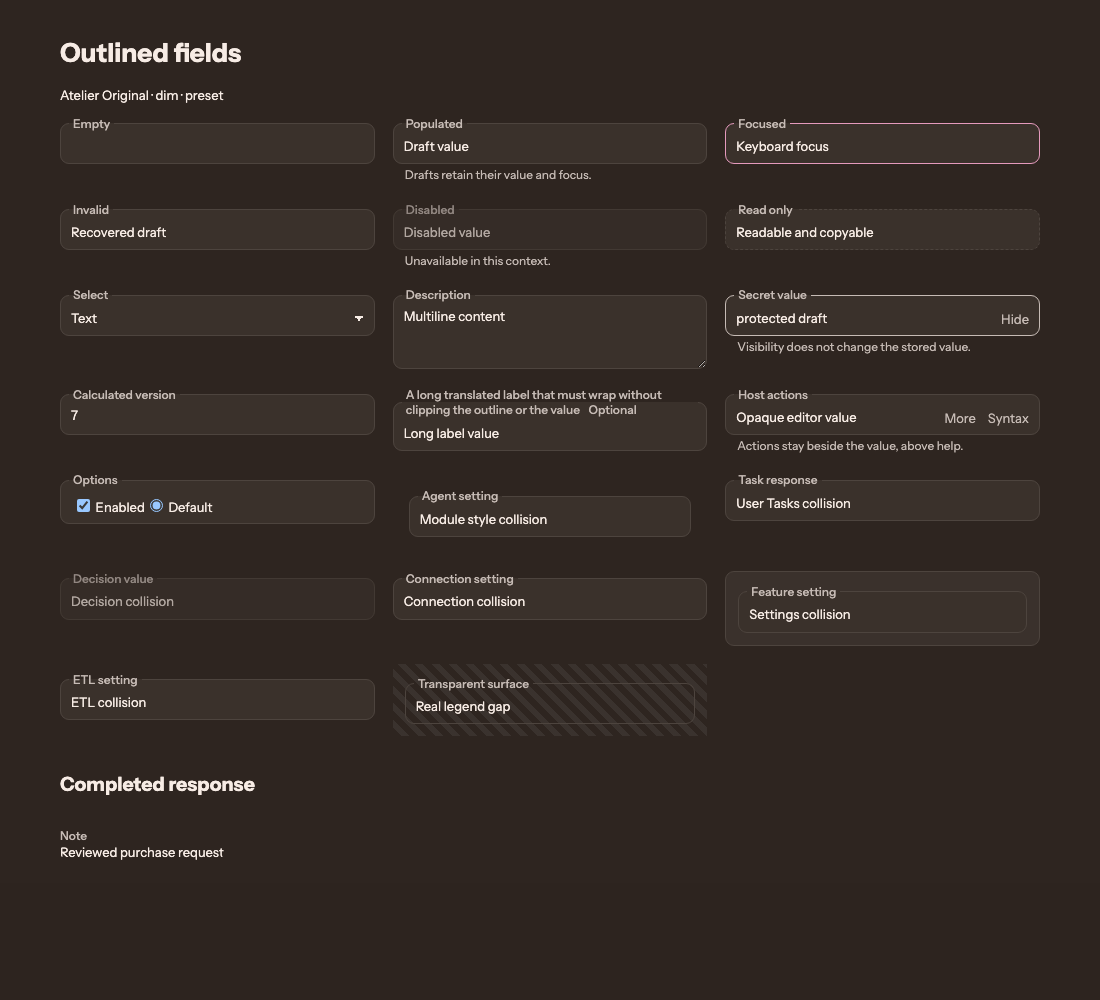 Outlined fields
Atelier Original · dim · preset
Empty
Populated
Draft value
Drafts retain their value and focus.
Focused
Keyboard focus
Invalid
Recovered draft
Disabled
Disabled value
Unavailable in this context.
Read only
Readable and copyable
Select
Text
Description
Multiline content
Secret value
protected draft
Hide
Visibility does not change the stored value.
Calculated version
7
A long translated label that must wrap without
clipping the outline or the value Optional
Long label value
Host actions
Opaque editor value
More Syntax
Actions stay beside the value, above help.
Options
Enabled Default
Agent setting
Module style collision
Task response
User Tasks collision
Decision value
Decision collision
Connection setting
Connection collision
Feature setting
Settings collision
ETL setting
ETL collision
Transparent surface
Real legend gap
Completed response
Note
Reviewed purchase request